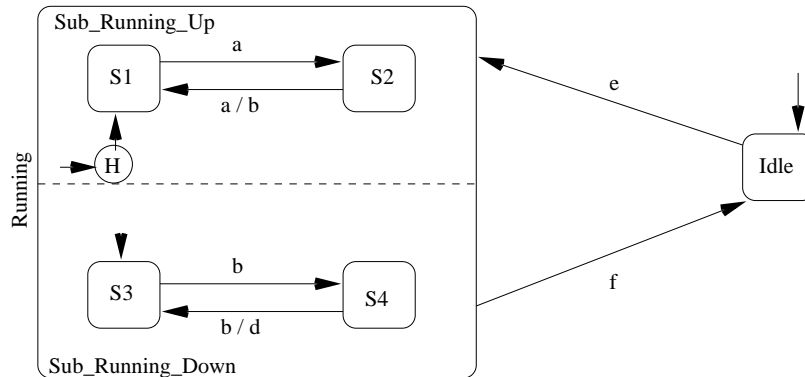 Sub_Running_Up
a
S1
S2
a / b
e
H
Idle
Running
b
S3
S4
b / d
f
Sub_Running_Down